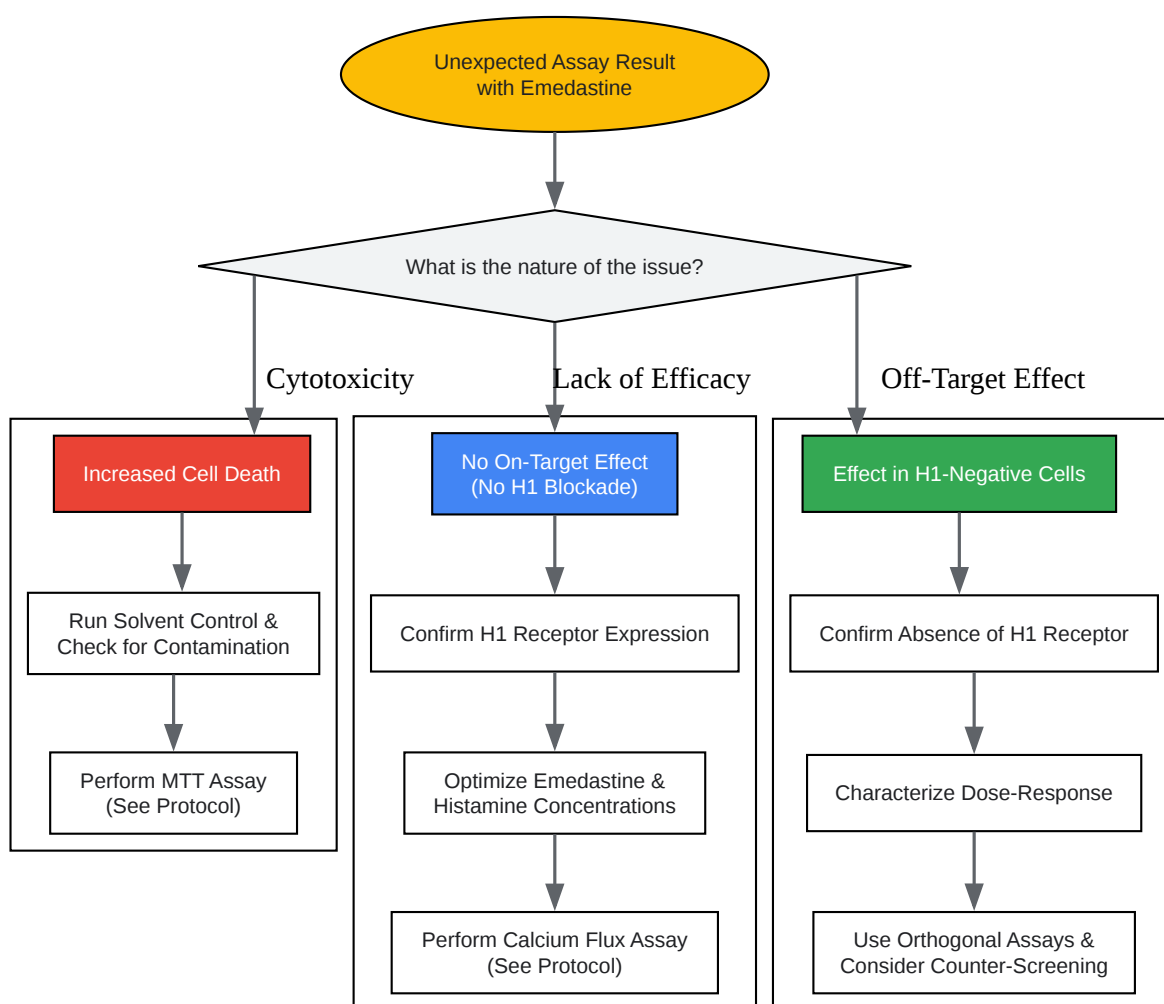 Unexpected Assay Result
with Emedastine
What is the nature of the issue?
Cytotoxicity
Lack of Efficacy
Off-Target Effect
Increased Cell Death
Run Solvent Control &
Check for Contamination
Perform MTT Assay
(See Protocol)
No On-Target Effect
(No H1 Blockade)
Confirm H1 Receptor Expression
Optimize Emedastine &
Histamine Concentrations
Perform Calcium Flux Assay
(See Protocol)
Effect in H1-Negative Cells
Confirm Absence of H1 Receptor
Characterize Dose-Response
Use Orthogonal Assays &
Consider Counter-Screening